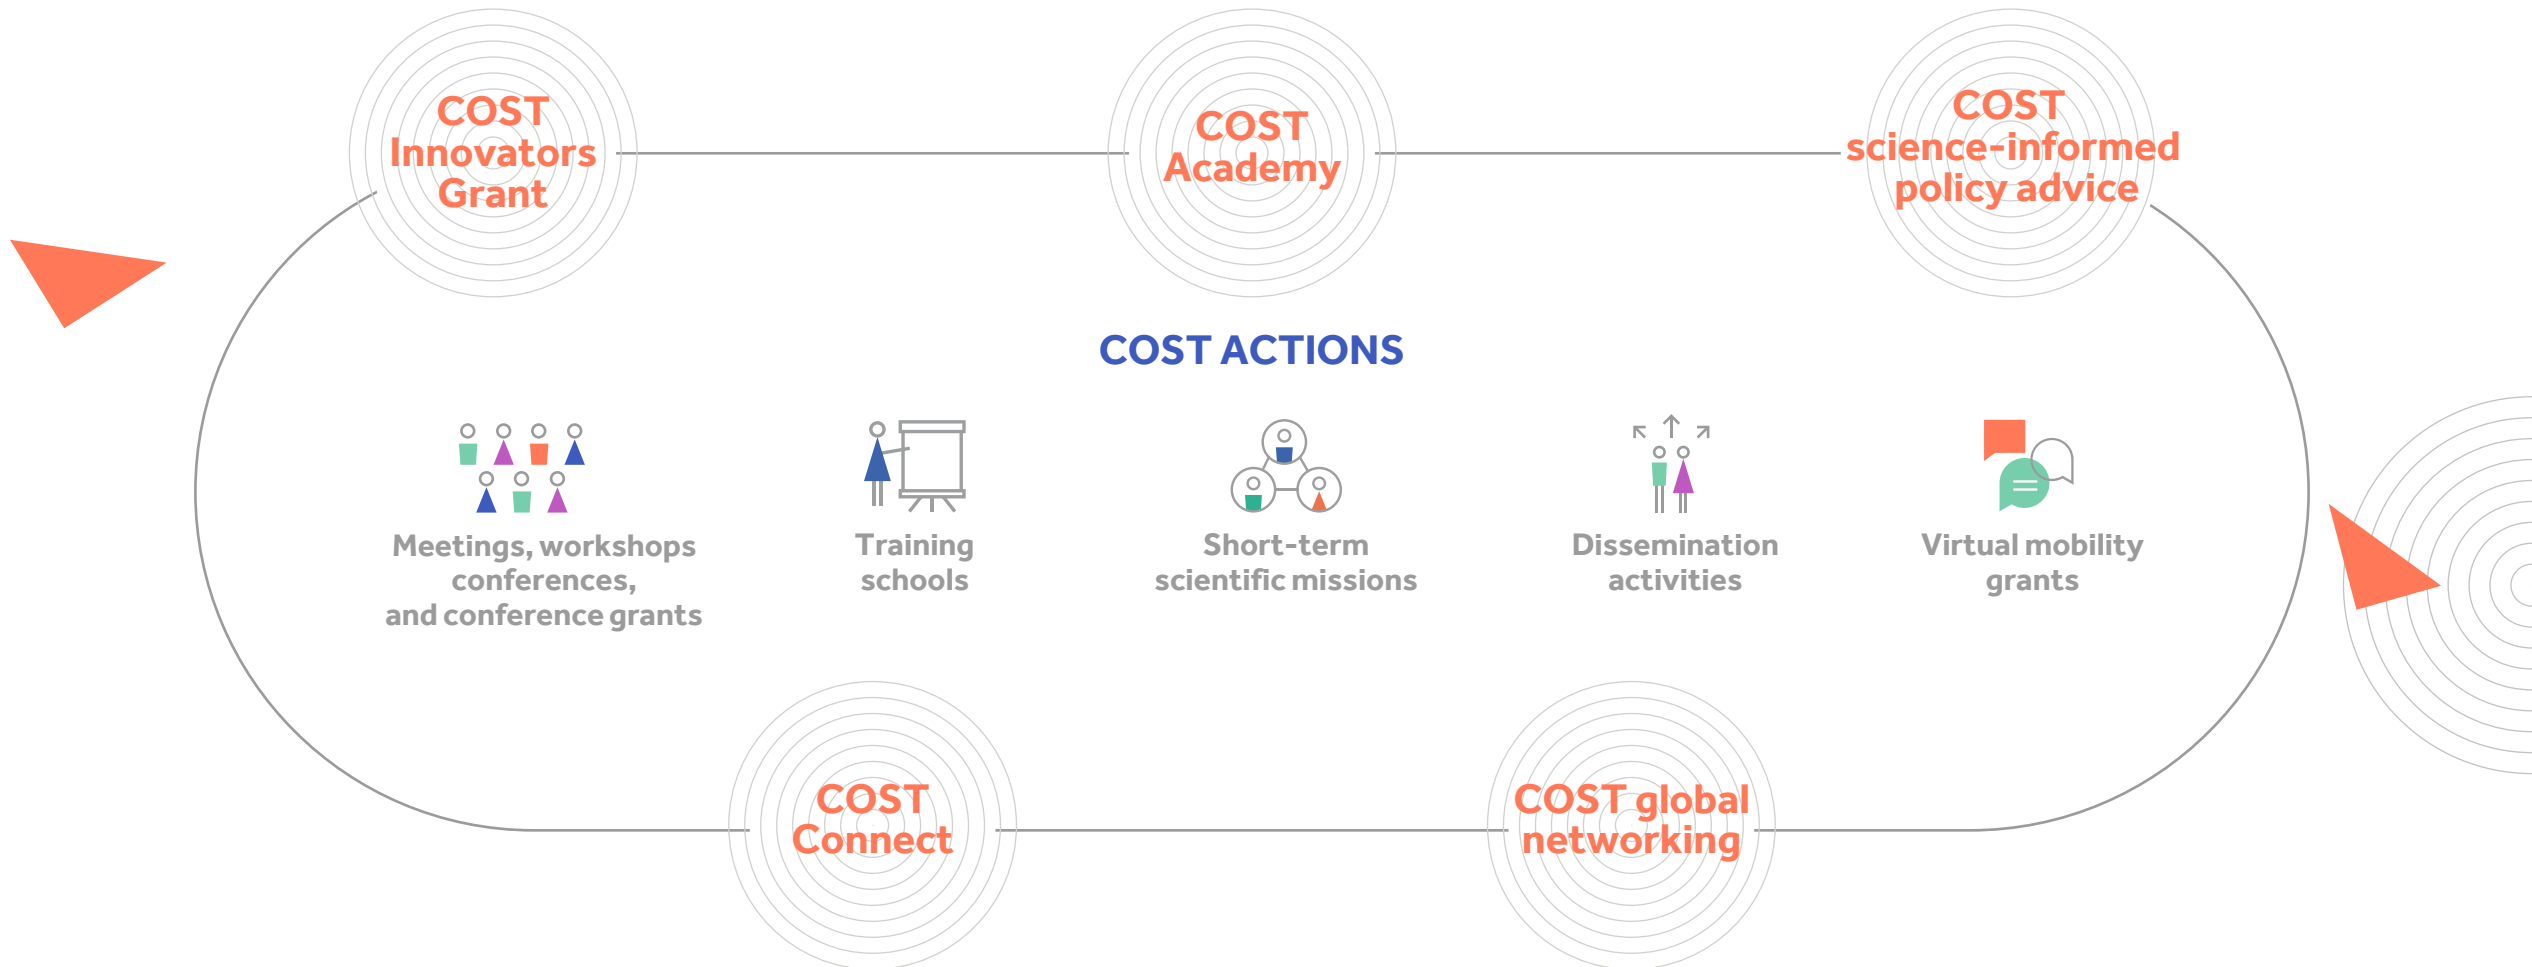 COST
Innovators
Grant
COST
Academy
COST
science-informed
policy advice
COST ACTIONS
Meetings, workshops
conferences,
and conference grants
Training
schools
Short-term
scientific missions
Dissemination
activities
Virtual mobility
grants
COST
Connect
COST global
networking